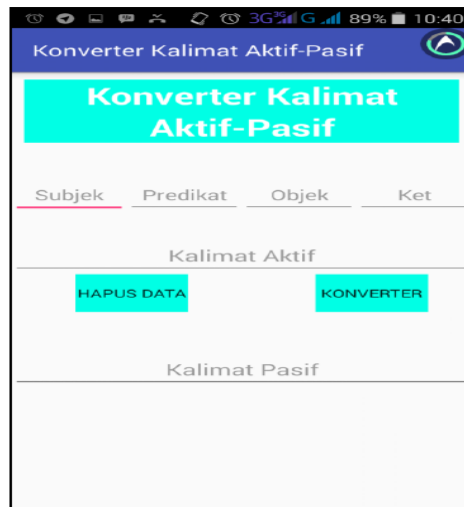 3G 3G G 89% 10:40
Konverter Kalimat Aktif-Pasif
Konverter Kalimat
Aktif-Pasif
Subjek Predikat Objek Ket
Kalimat Aktif
HAPUS DATA KONVERTER
Kalimat Pasif